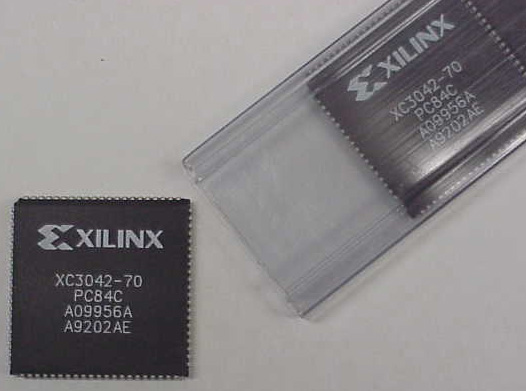 XILINX
XC3042-70
PC84C
A09956A
A9202AE
XILINX
XC3042-70
PC84C
A09956A
A9202AE